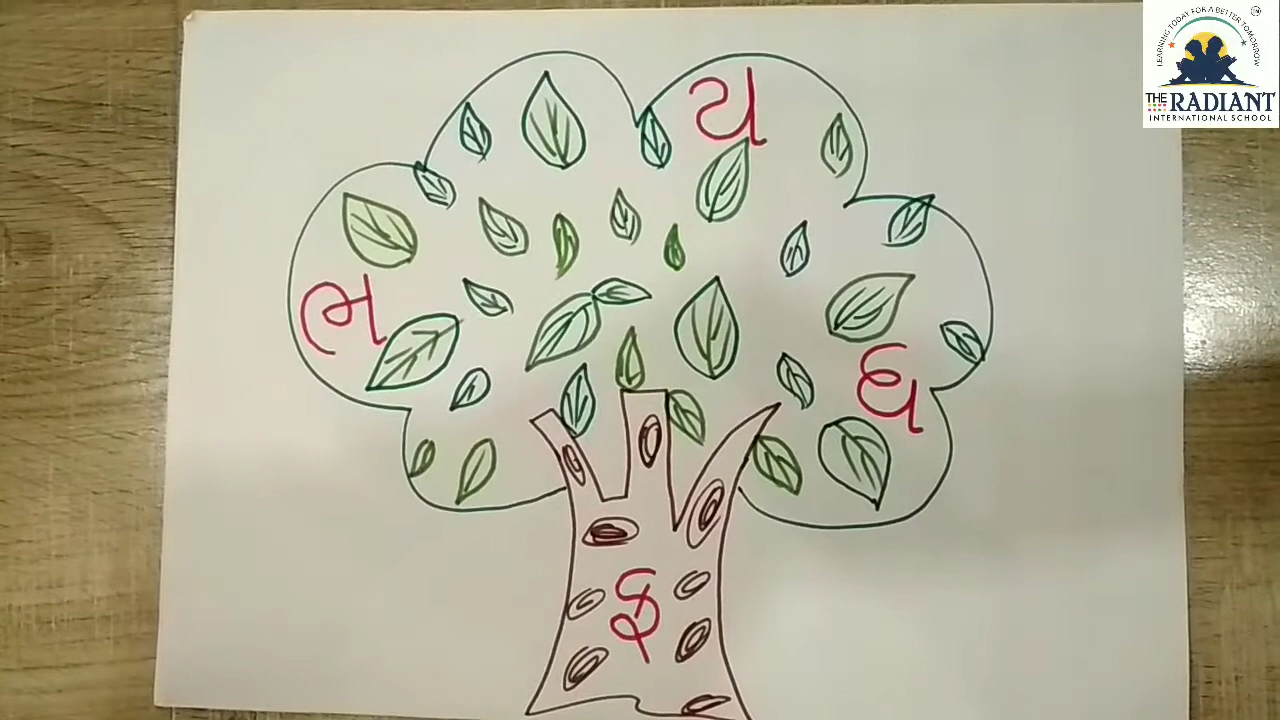 LEARNING TODAY FOR A BETTER TOMORROW
THE RADIANT
INTERNATIONAL SCHOOL
ય
ભ
ઘ
ફ